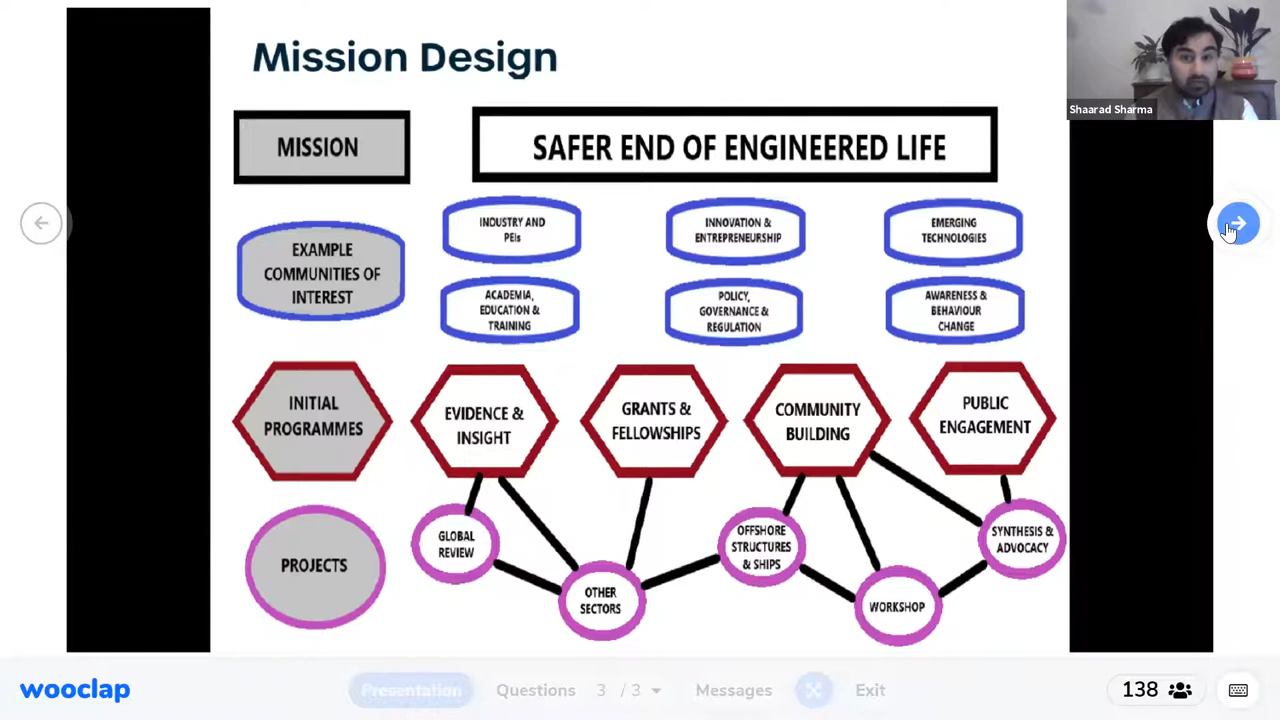 Mission Design
Shaarad Sharma
MISSION
SAFER END OF ENGINEERED LIFE
EXAMPLE
COMMUNITIES OF
INTEREST
INDUSTRY AND
PEIs
INNOVATION &
ENTREPRENEURSHIP
EMERGING
TECHNOLOGIES
ACADEMIA,
EDUCATION &
TRAINING
POLICY,
GOVERNANCE &
REGULATION
AWARENESS &
BEHAVIOUR
CHANGE
INITIAL
PROGRAMMES
EVIDENCE &
INSIGHT
GRANTS &
FELLOWSHIPS
COMMUNITY
BUILDING
PUBLIC
ENGAGEMENT
PROJECTS
GLOBAL
REVIEW
OTHER
SECTORS
OFFSHORE
STRUCTURES
& SHIPS
WORKSHOP
SYNTHESIS &
ADVOCACY
wooclap
Presentation
Questions
3 / 3
Messages
Exit
138